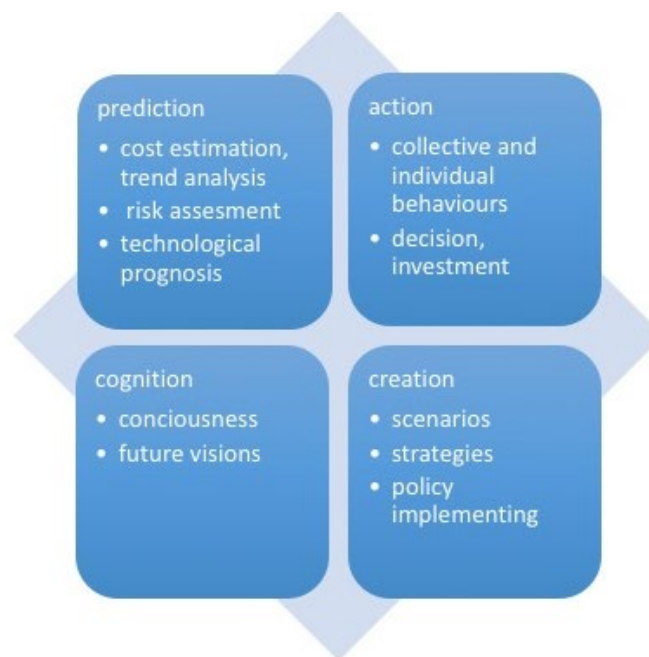 prediction
• cost estimation,
trend analysis
• risk assesment
• technological
prognosis
action
• collective and
individual
behaviours
• decision,
investment
cognition
• conciousness
• future visions
creation
• scenarios
• strategies
• policy
implementing